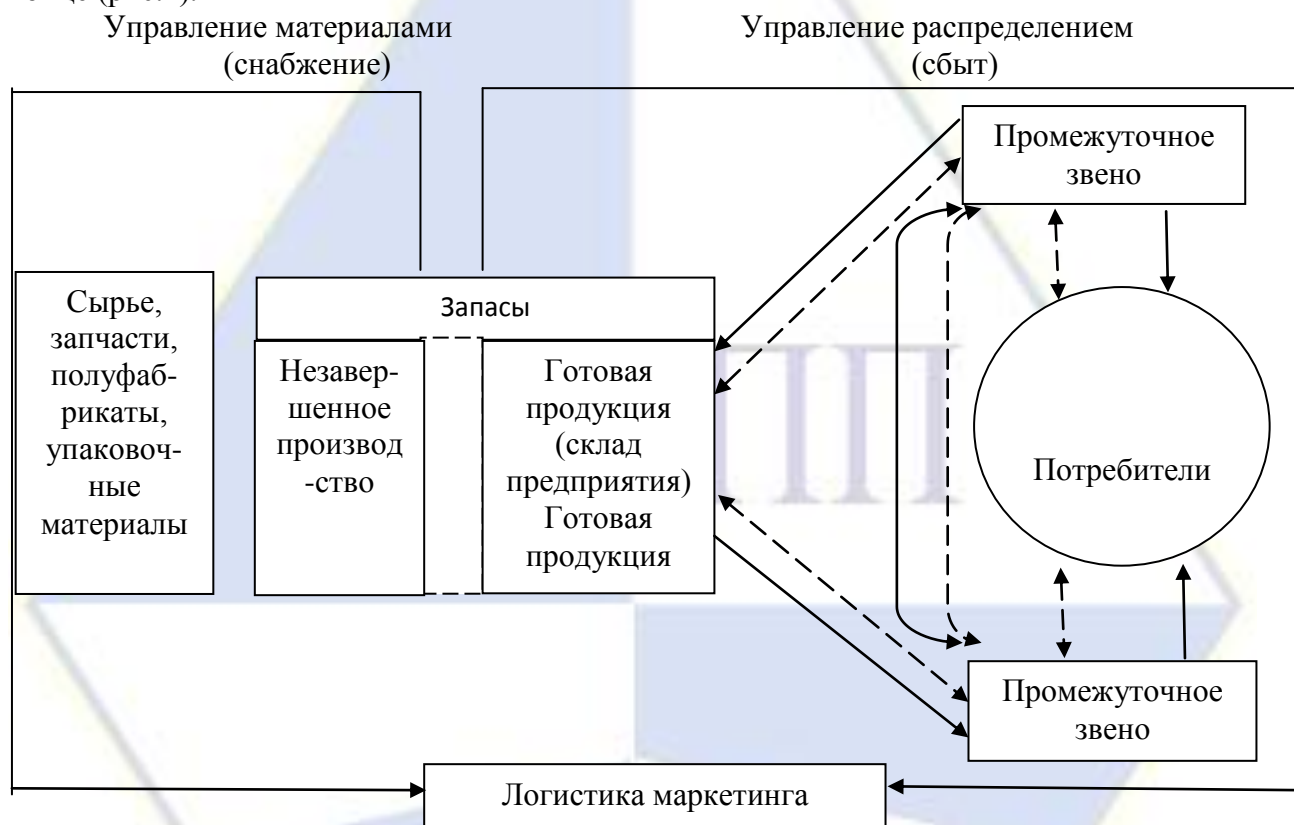 Управление материалами
(снабжение)
Управление распределением
(сбыт)
Промежуточное
звено
Сырье,
запчасти,
полуфаб-
рикаты,
упаковоч-
ные
материалы
Запасы
Незавер-
шенное
производ
-ство
Готовая
продукция
(склад
предприятия)
Готовая
продукция
ПП
Потребители
Промежуточное
звено
Логистика маркетинга